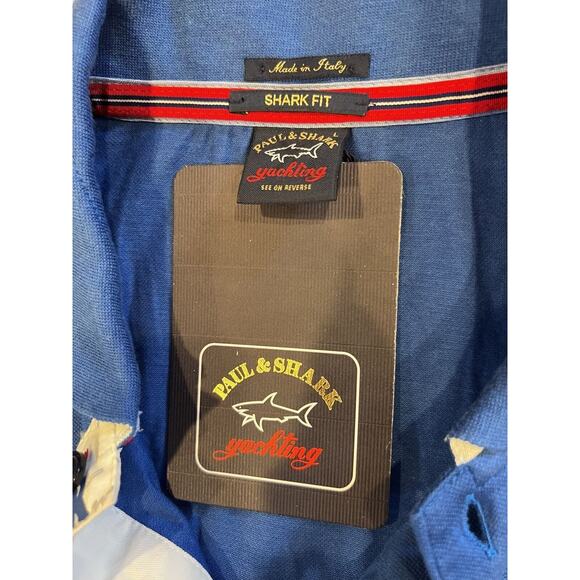 Made in Italy
SHARK FIT
L
PAUL & SHARK
yachting
SEE ON REVERSE
PAUL & SHARK
yachting